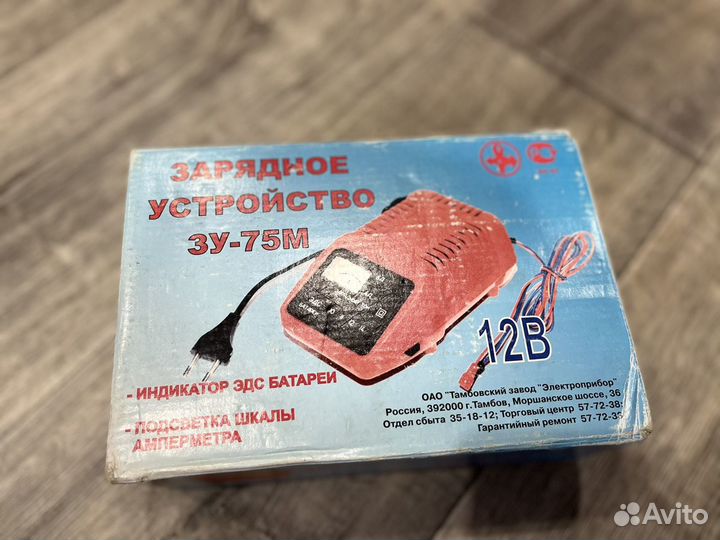 ЗАРЯДНОЕ
УСТРОЙСТВО
ЗУ-75М
12В
- ИНДИКАТОР ЭДС БАТАРЕИ
- ПОДСВЕТКА ШКАЛЫ
АМПЕРМЕТРА
ОАО "Тамбовский завод "Электроприбор"
Россия, 392000 г.Тамбов, Моршанское шоссе, 36
Отдел сбыта 35-18-12; Торговый центр 57-72-38
Гарантийный ремонт 57-72-33
Avito